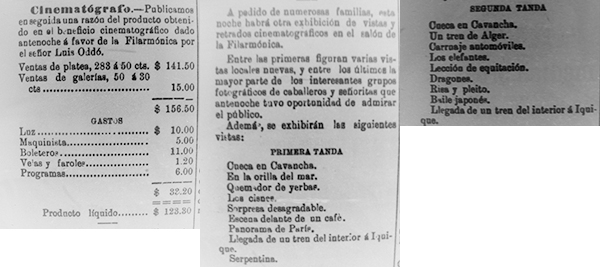 Cinematógrafo.—Publicamos
en seguida una razón del producto obteni-
do en el beneficio cinematográfico dado
antenoche á favor de la Filarmónica por
el señor Luis Oddó.
Ventas de platea, 283 á 50 cts. $ 141.50
Ventas de galerías, 50 á 30
cts ............ 15.00
$ 156.50
GASTOS
Luz ............ $ 10.00
Maquinista ............ 5.00
Boleteros ............ 11.00
Velas y faroles ............ 1.20
Programas ............ 6.00
$ 33.20
Producto líquido ......... $ 123.30
A pedido de numerosas familias, esta
noche habrá otra exhibición de vistas y
retrados cinematográficos en el salón de
la Filarmónica.
Entre las primeras figuran varias vis-
tas locales nuevas, y entre los últimos la
mayor parte de los interesantes grupos
fotográficos de caballeros y señoritas que
antenoche tuvo oportunidad de admirar
el público.
Además, se exhibirán las siguientes
vistas:
PRIMERA TANDA
Cueca en Cavancha.
En la orilla del mar.
Quemador de yerbas.
Los cisnes.
Sorpresa desagradable.
Escena delante de un café.
Panorama de París.
Llegada de un tren del interior á Iqui-
que.
Serpentina.
SEGUNDA TANDA
Cueca en Cavancha.
Un tren de Alger.
Carruaje automóviles.
Los elefantes.
Lección de equitación.
Dragones.
Risa y pleito.
Baile japonés.
Llegada de un tren del interior á Iqui-
que.